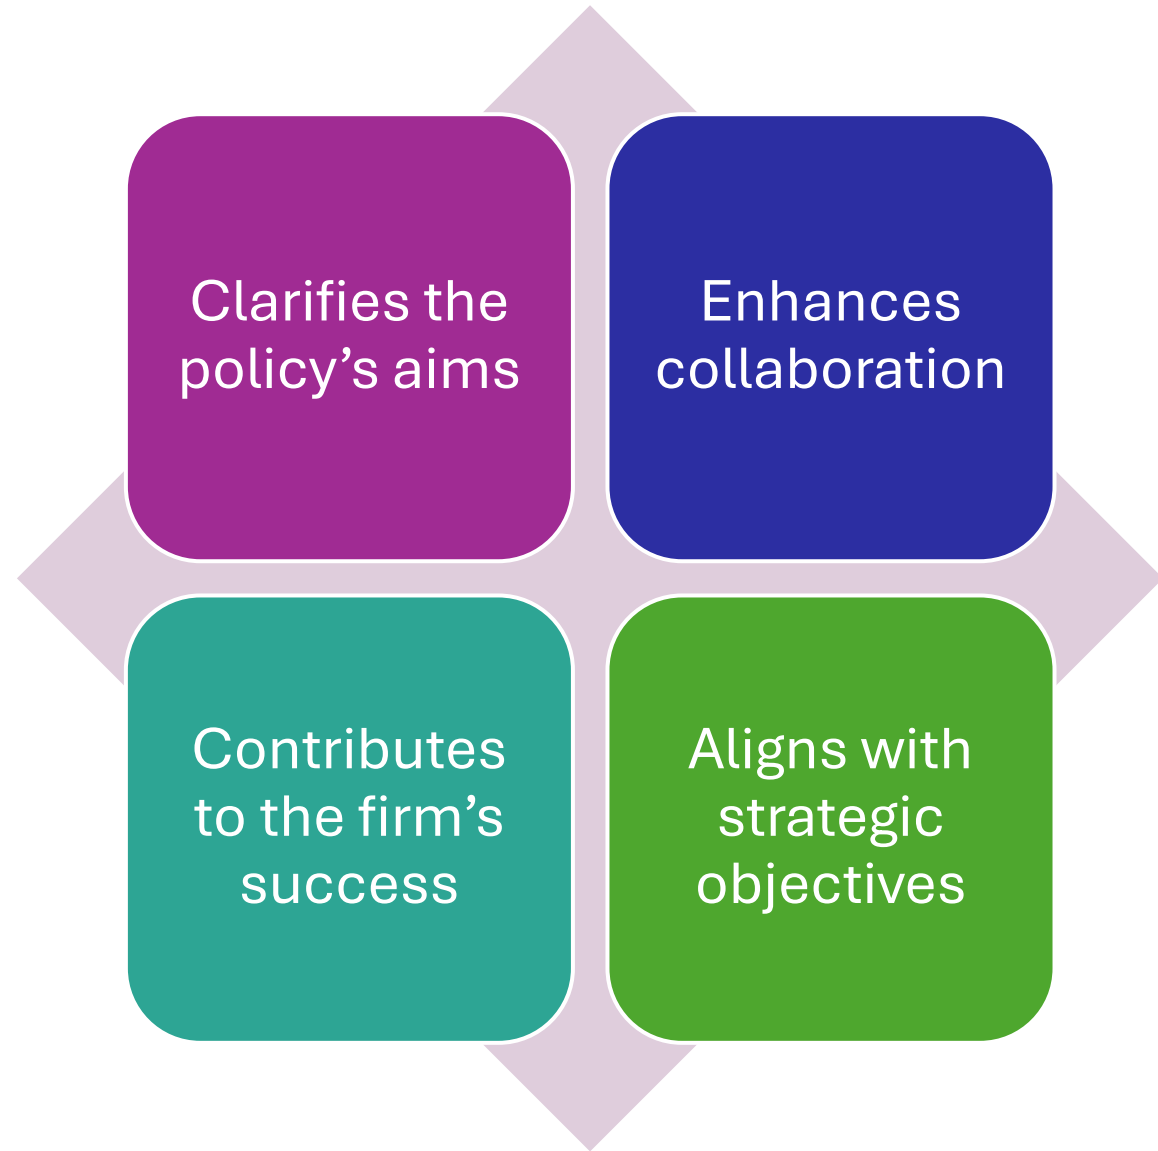 Clarifies the
policy’s aims
Enhances
collaboration
Contributes
to the firm’s
success
Aligns with
strategic
objectives